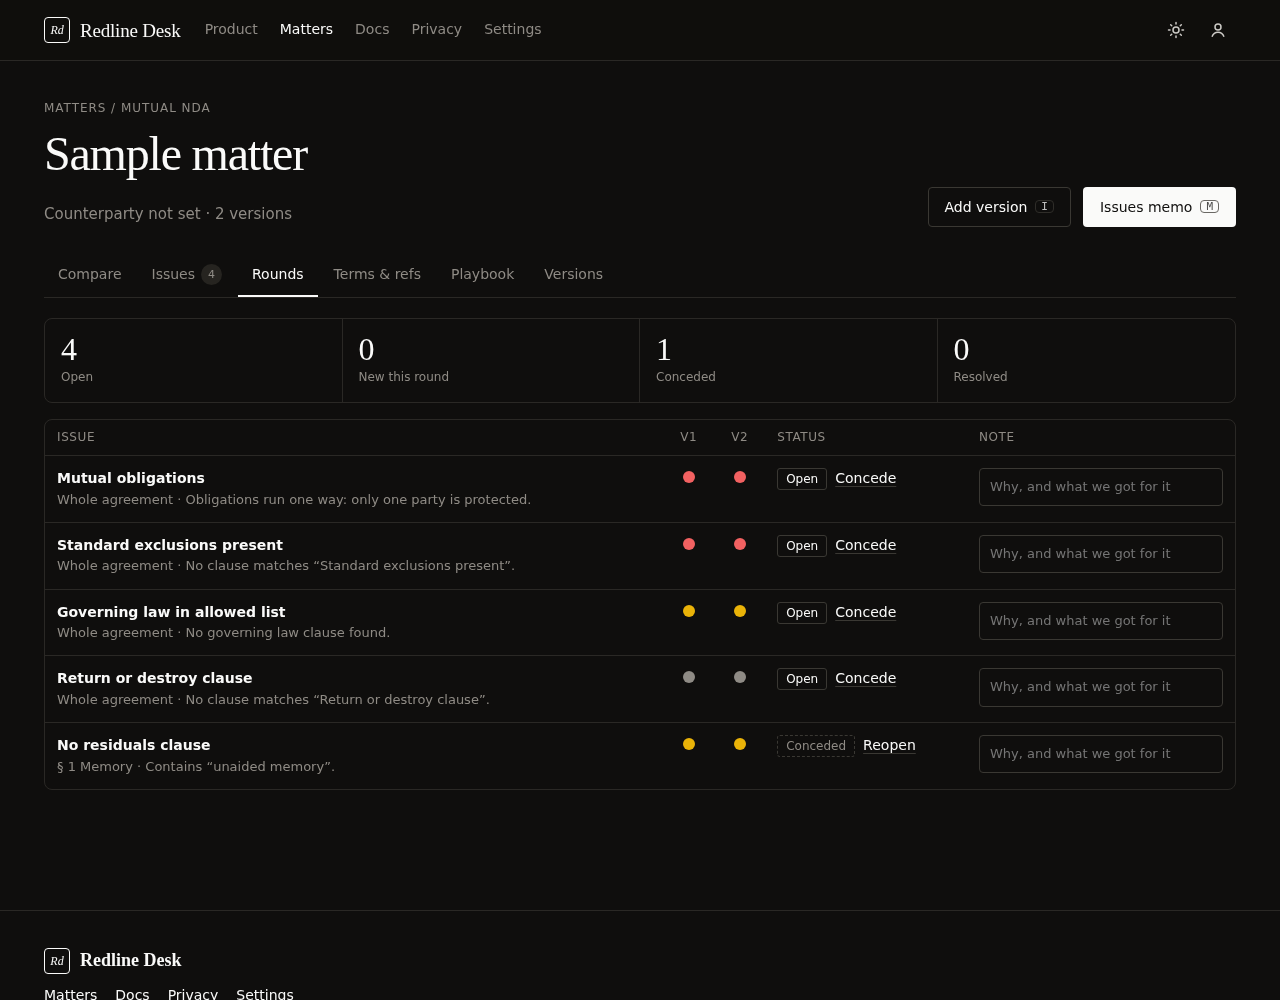 Rd Redline Desk Product Matters Docs Privacy Settings
MATTERS / MUTUAL NDA
Sample matter
Counterparty not set · 2 versions
Add version I Issues memo M
Compare Issues 4 Rounds Terms & refs Playbook Versions
4 0 1 0
Open New this round Conceded Resolved
ISSUE V1 V2 STATUS NOTE
Mutual obligations Open Concede Why, and what we got for it
Whole agreement · Obligations run one way: only one party is protected.
Standard exclusions present Open Concede Why, and what we got for it
Whole agreement · No clause matches “Standard exclusions present”.
Governing law in allowed list Open Concede Why, and what we got for it
Whole agreement · No governing law clause found.
Return or destroy clause Open Concede Why, and what we got for it
Whole agreement · No clause matches “Return or destroy clause”.
No residuals clause Conceded Reopen Why, and what we got for it
§ 1 Memory · Contains “unaided memory”.
Rd Redline Desk
Matters Docs Privacy Settings